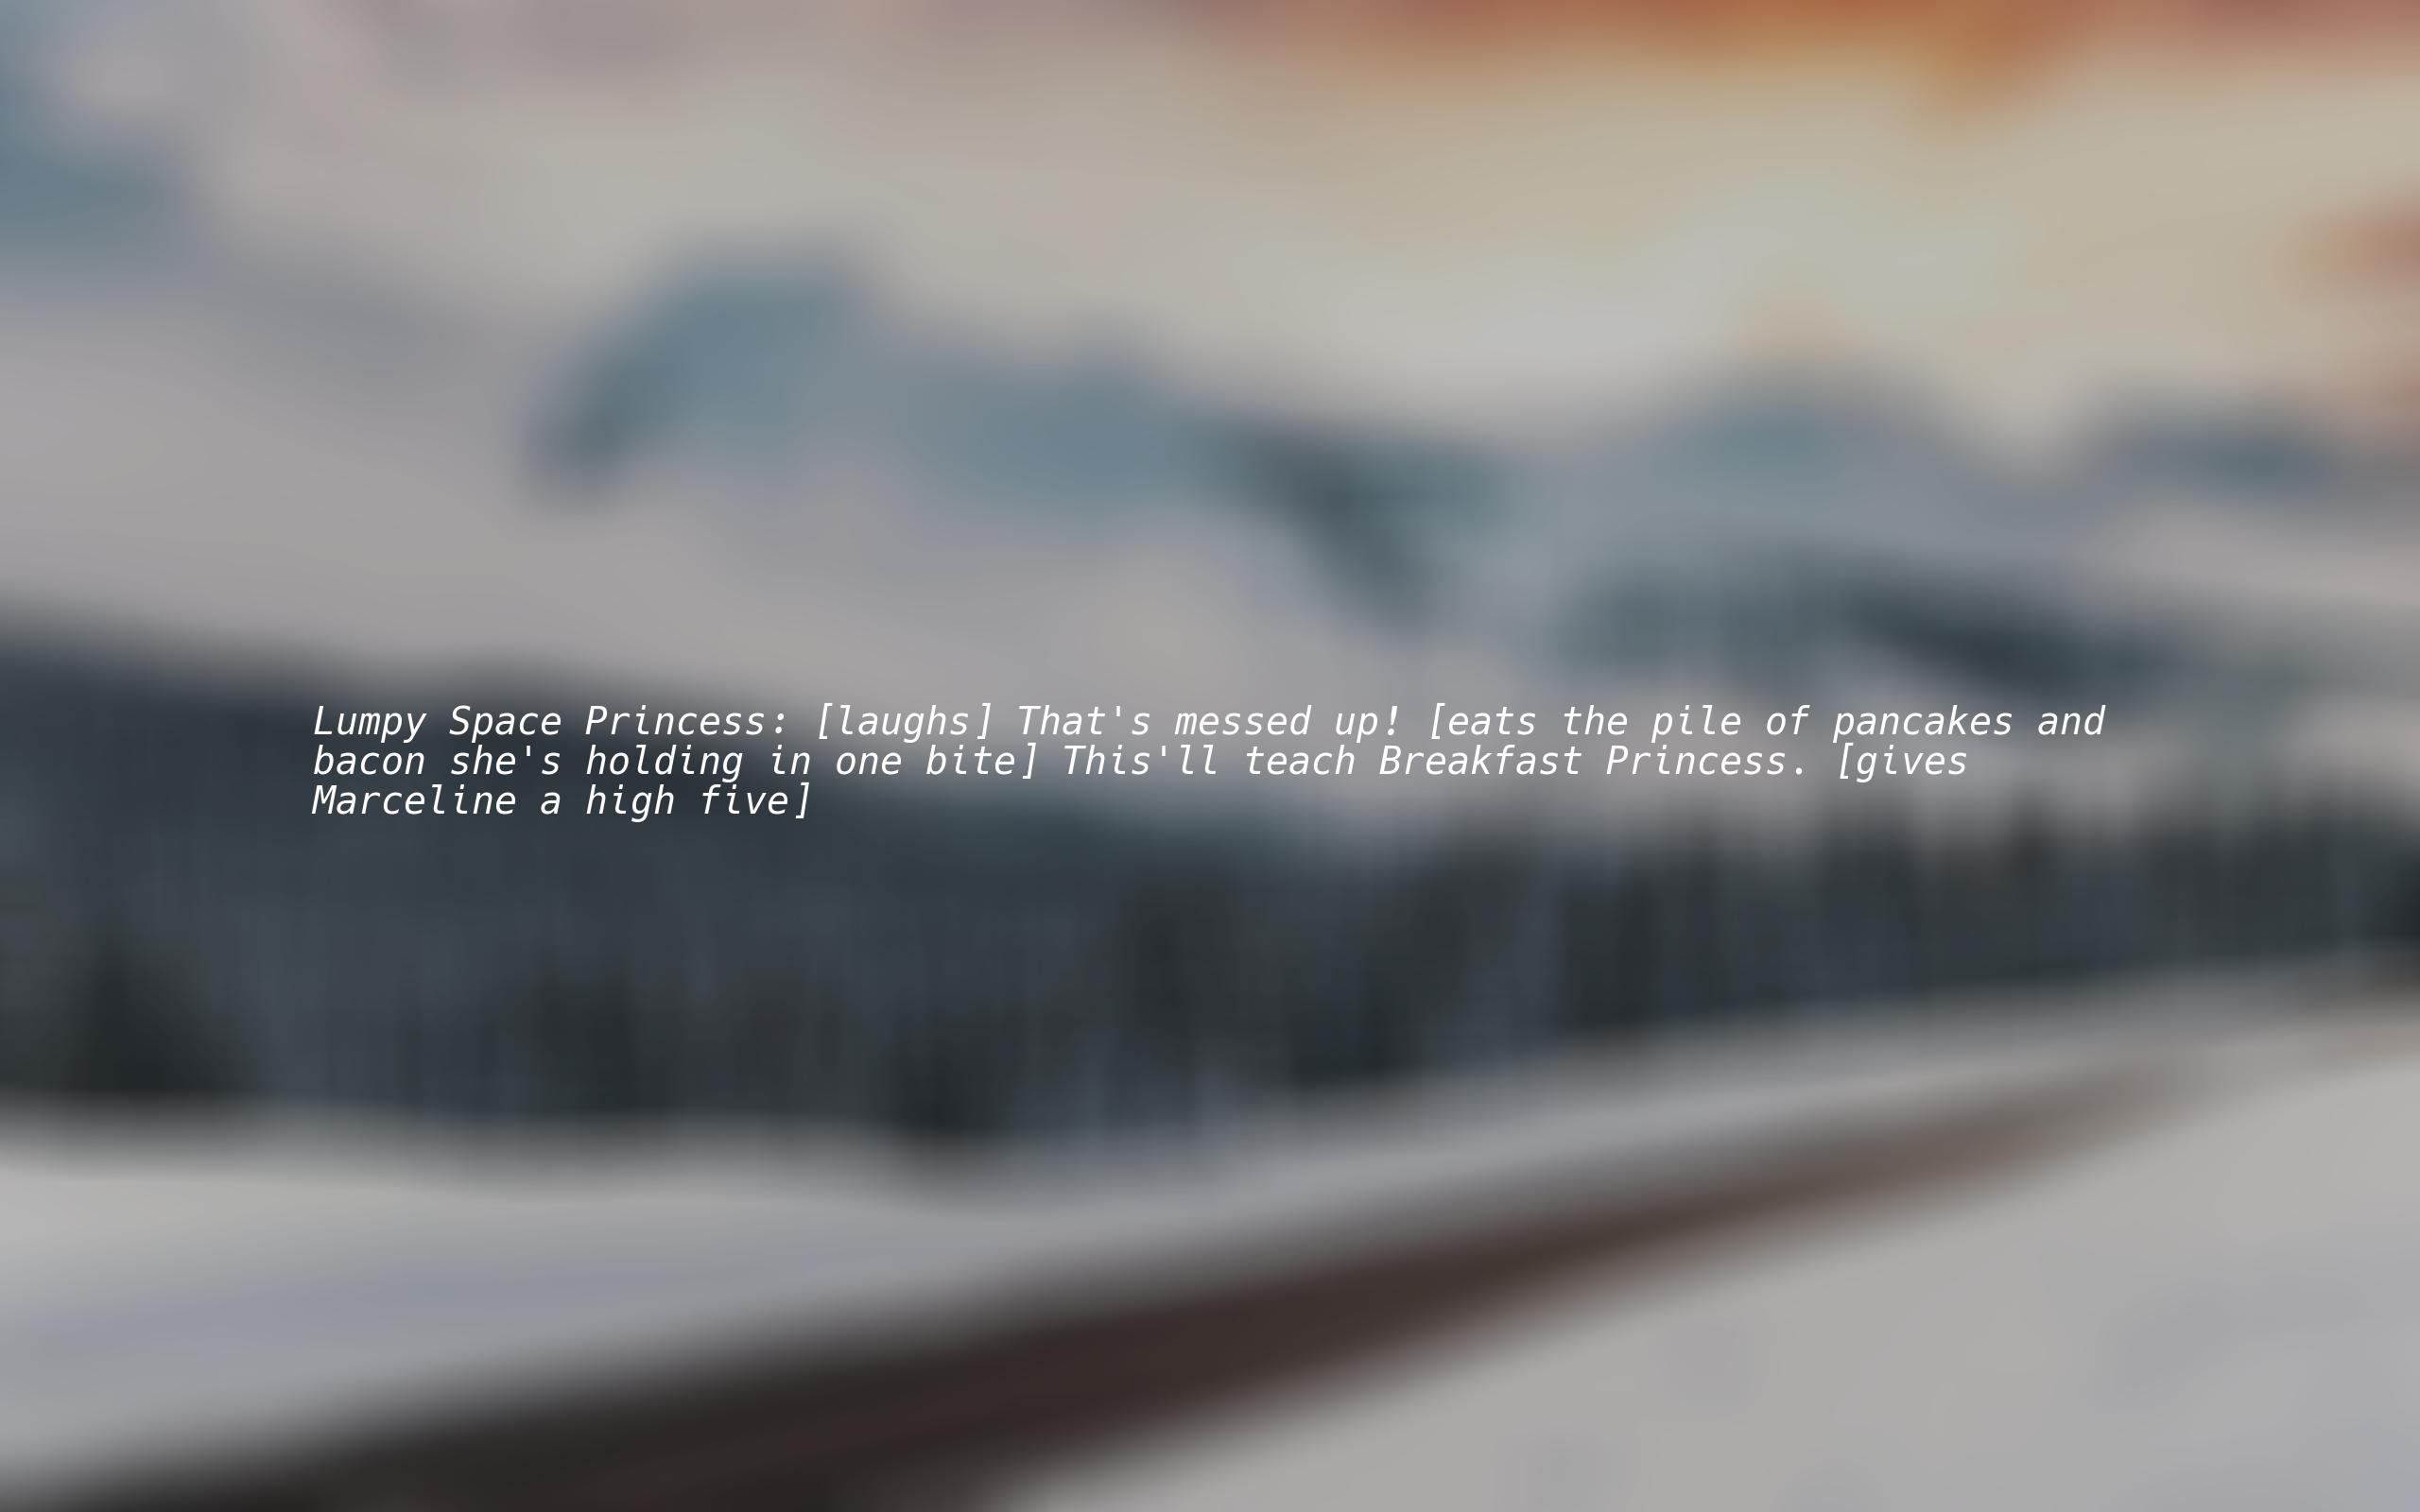 Lumpy Space Princess: [laughs] That's messed up! [eats the pile of pancakes and
bacon she's holding in one bite] This'll teach Breakfast Princess. [gives
Marceline a high five]